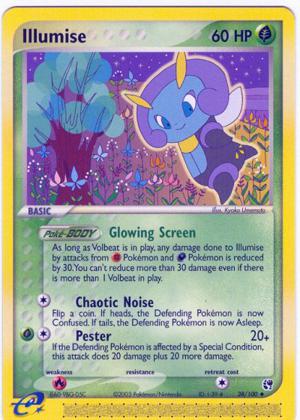 Illumise 60 HP
BASIC
Illus. Kyoko Umemoto
Poké-BODY Glowing Screen
As long as Volbeat is in play, any damage done to Illumise
by attacks from Pokémon and Pokémon is reduced
by 30. You can't reduce more than 30 damage even if there
is more than 1 Volbeat in play.
Chaotic Noise
Flip a coin. If heads, the Defending Pokémon is now
Confused. If tails, the Defending Pokémon is now Asleep.
Pester 20+
If the Defending Pokémon is affected by a Special Condition,
this attack does 20 damage plus 20 more damage.
weakness resistance retreat cost
©2003 Pokémon/Nintendo 38/100
e